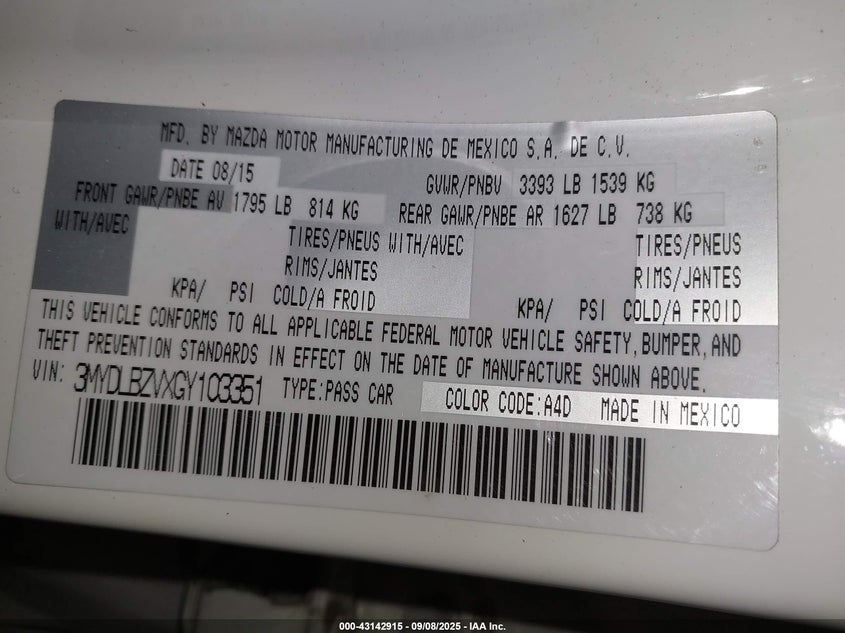 MFD. BY MAZDA MOTOR MANUFACTURING DE MEXICO S.A. DE C.V.
DATE 08/15
GVWR/PNBV 3393 LB 1539 KG
FRONT GAWR/PNBE AV 1795 LB 814 KG REAR GAWR/PNBE AR 1627 LB 738 KG
WITH/AVEC TIRES/PNEUS WITH/AVEC TIRES/PNEUS
RIMS/JANTES RIMS/JANTES
KPA/ PSI COLD/A FROID KPA/ PSI COLD/A FROID
THIS VEHICLE CONFORMS TO ALL APPLICABLE FEDERAL MOTOR VEHICLE SAFETY, BUMPER, AND
THEFT PREVENTION STANDARDS IN EFFECT ON THE DATE OF MANUFACTURE SHOWN ABOVE.
VIN: 3MYDLBZVXGY103351 TYPE:PASS CAR COLOR CODE:A4D MADE IN MEXICO
000-43142915 - 09/08/2025 - IAA Inc.